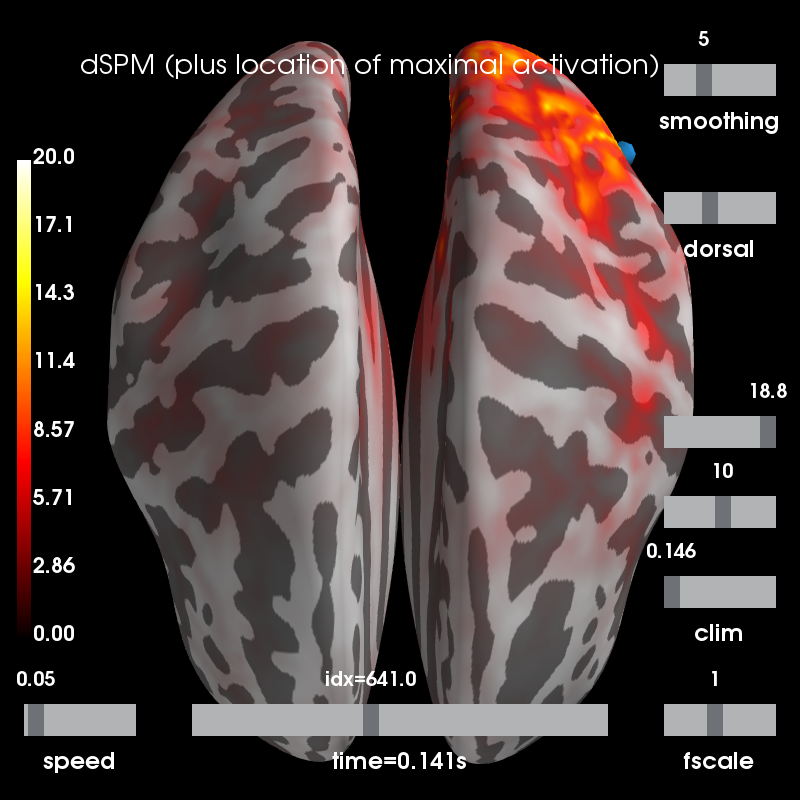 dSPM (plus location of maximal activation)
5
smoothing
20.0
17.1
14.3
11.4
8.57
5.71
2.86
0.00
dorsal
18.8
10
0.146
clim
0.05
speed
idx=641.0
time=0.141s
1
fscale